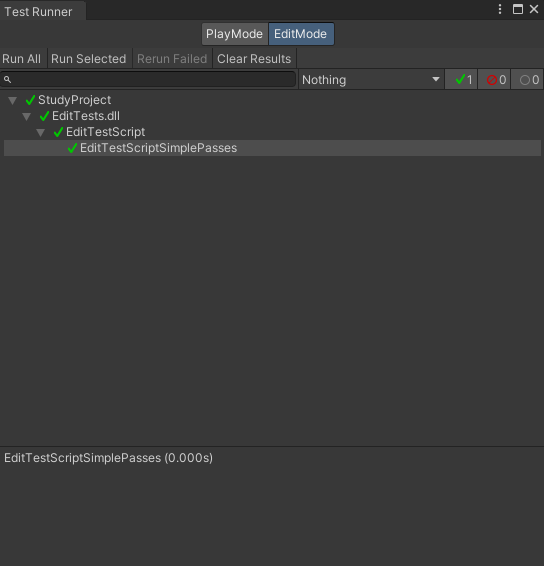 Test Runner
PlayMode EditMode
Run All Run Selected Rerun Failed Clear Results
Nothing 1 0 0
StudyProject
EditTests.dll
EditTestScript
EditTestScriptSimplePasses
EditTestScriptSimplePasses (0.000s)